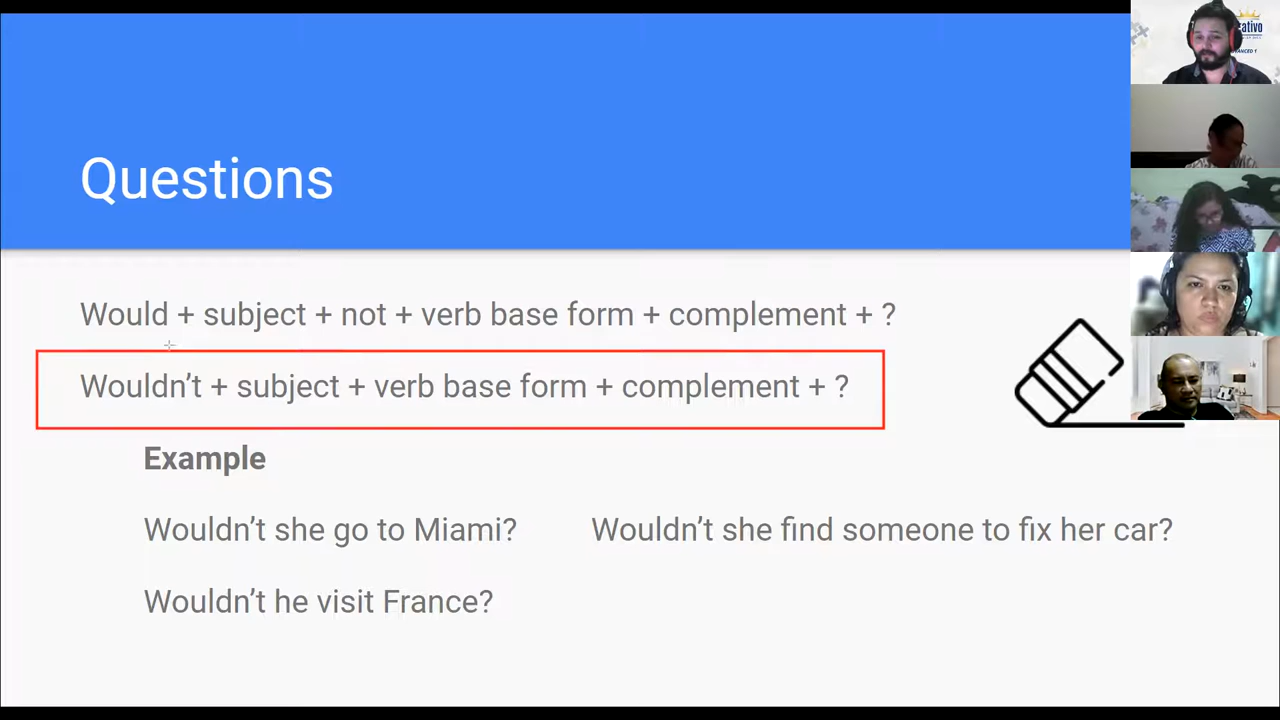 Questions
Would + subject + not + verb base form + complement + ?
Wouldn’t + subject + verb base form + complement + ?
Example
Wouldn’t she go to Miami? Wouldn’t she find someone to fix her car?
Wouldn’t he visit France?